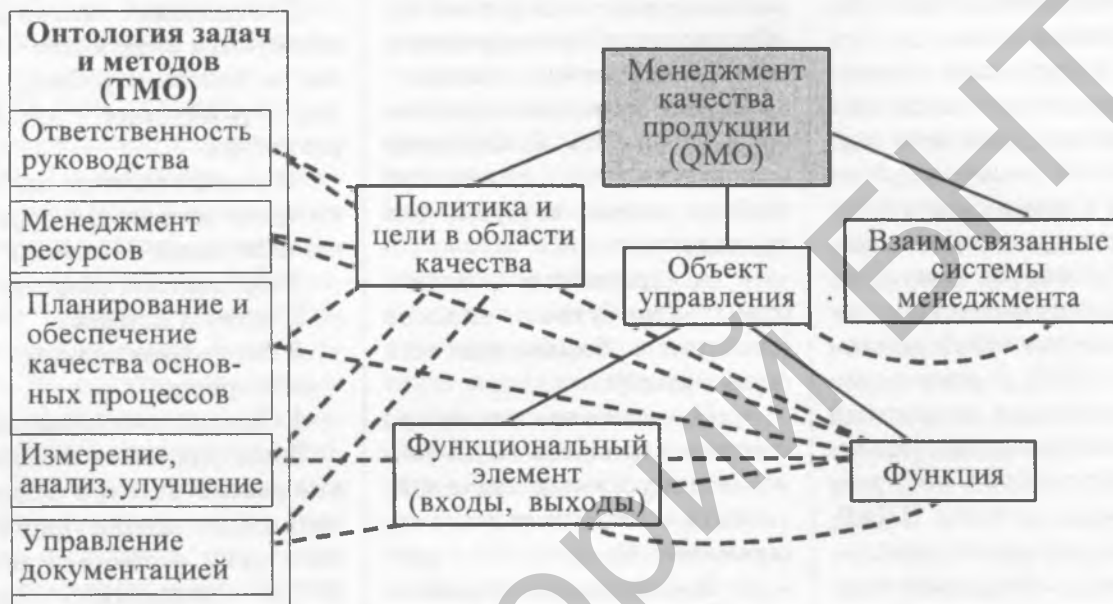 Онтология задач
и методов
(ТМО)
Ответственность
руководства
Менеджмент
ресурсов
Планирование и
обеспечение
качества основ-
ных процессов
Измерение,
анализ, улучшение
Управление
документацией
Менеджмент
качества
продукции
(QMO)
Политика и
цели в области
качества
Объект
управления
Взаимосвязанные
системы
менеджмента
Функциональный
элемент
(входы, выходы)
Функция